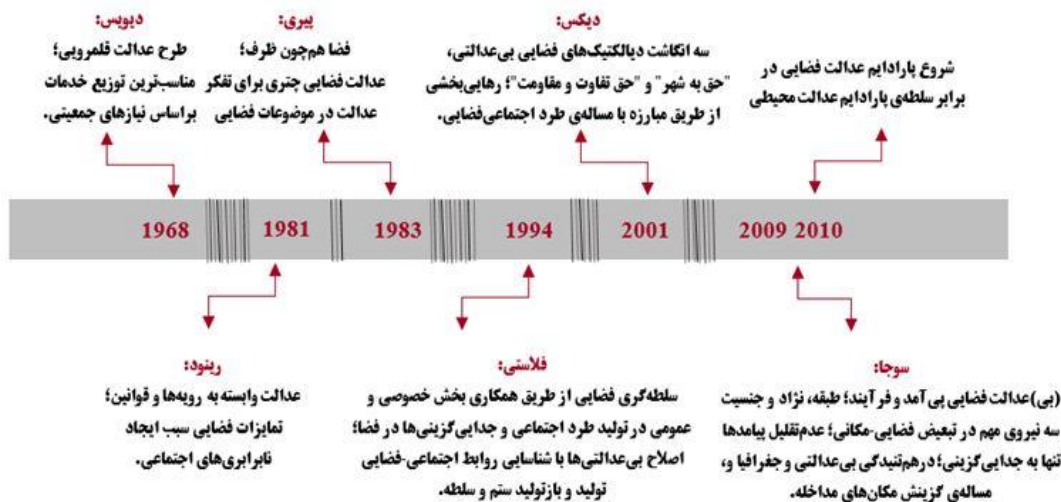 دیویس:
طرح عدالت قلمرویی؛
مناسب‌ترین توزیع خدمات
براساس نیازهای جمعیتی.
پیری:
فضا هم‌چون ظرف؛
عدالت فضایی چتری برای تفکر
عدالت در موضوعات فضایی
دیکس:
سه انگاشت دیالکتیک‌های فضایی بی‌عدالتی،
"حق به شهر" و "حق تفاوت و مقاومت"؛ رهایی‌بخشی
از طریق مبارزه با مساله‌ی طرد اجتماعی‌فضایی.
شروع پارادایم عدالت فضایی در
برابر سلطه‌ی پارادایم عدالت محیطی
1968 1981 1983 1994 2001 2009 2010
رینود:
عدالت وابسته به رویه‌ها و قوانین؛
تمایزات فضایی سبب ایجاد
نابرابری‌های اجتماعی.
فلاستی:
سلطه‌گری فضایی از طریق همکاری بخش خصوصی و
عمومی در تولید طرد اجتماعی و جدایی‌گزینی‌ها در فضا؛
اصلاح بی‌عدالتی‌ها با شناسایی روابط اجتماعی-فضایی
تولید و بازتولید ستم و سلطه.
سوجا:
(بی)عدالت فضایی پی‌آمد و فرآیند؛ طبقه، نژاد و جنسیت
سه نیروی مهم در تبعیض فضایی-مکانی؛ عدم‌تقلیل پیامدها
تنها به جدایی‌گزینی؛ درهم‌تنیدگی بی‌عدالتی و جغرافیا و،
مساله‌ی گزینش مکان‌های مداخله.